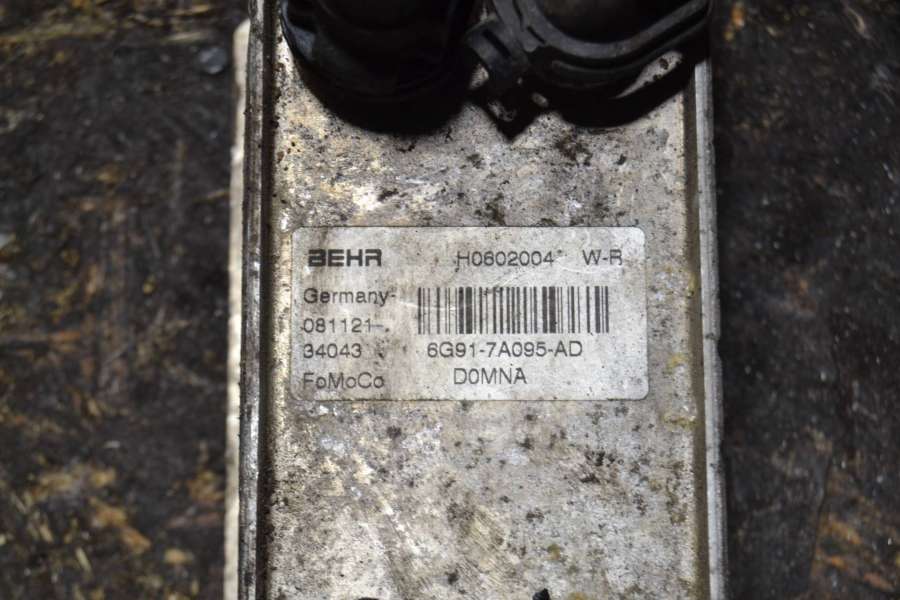 BEHR H0602004* W-R
Germany-
081121-.
34043 6G91-7A095-AD
FoMoCo D0MNA